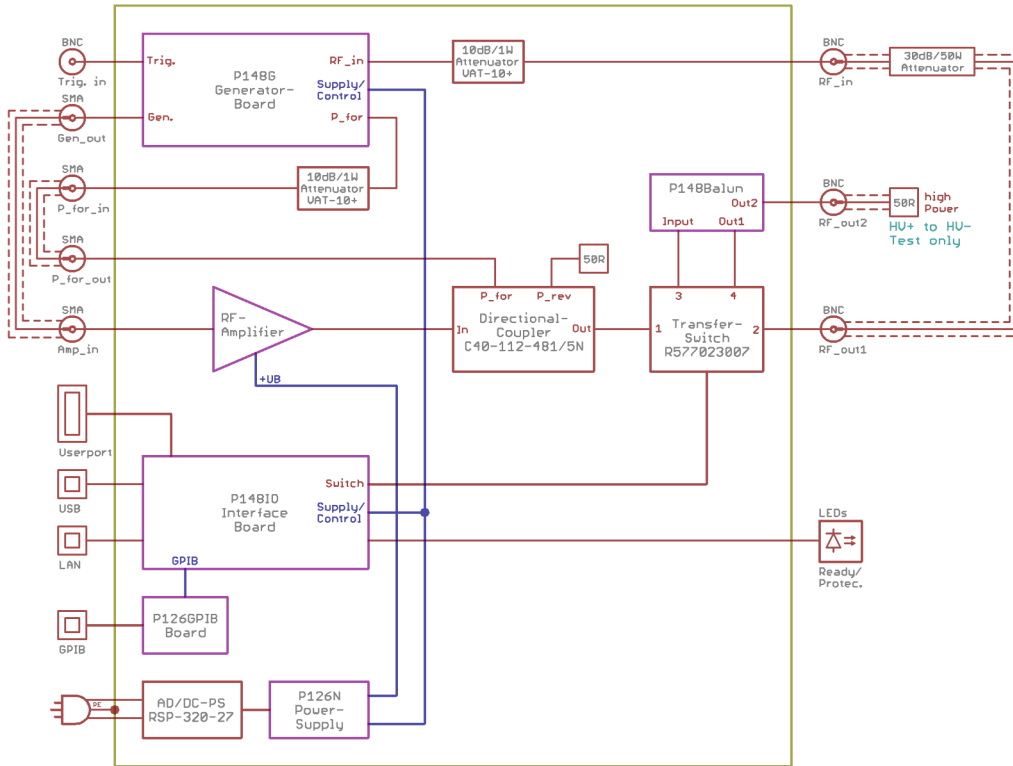 BNC
Trig. in
Trig.
P148G
Generator-
Board
RF_in
Supply/
Control
P_for
Gen.
10dB/1W
Attenuator
VAT-10+
BNC
RF_in
30dB/50W
Attenuator
SMA
Gen_out
SMA
P_for_in
10dB/1W
Attenuator
VAT-10+
P148Balun
Out2
Input
Out1
BNC
RF_out2
50R
high
Power
HV+ to HV-
Test only
SMA
P_for_out
50R
P_for
P_rev
In
Directional-
Coupler
C40-112-481/5N
Out
3
4
1
Transfer-
Switch
R577023007
2
BNC
RF_out1
SMA
Amp_in
RF-
Amplifier
+UB
Userport
USB
LAN
P148IO
Interface
Board
Switch
Supply/
Control
GPIB
LEDs
Ready/
Protec.
GPIB
P126GPIB
Board
PE
AD/DC-PS
RSP-320-27
P126N
Power-
Supply